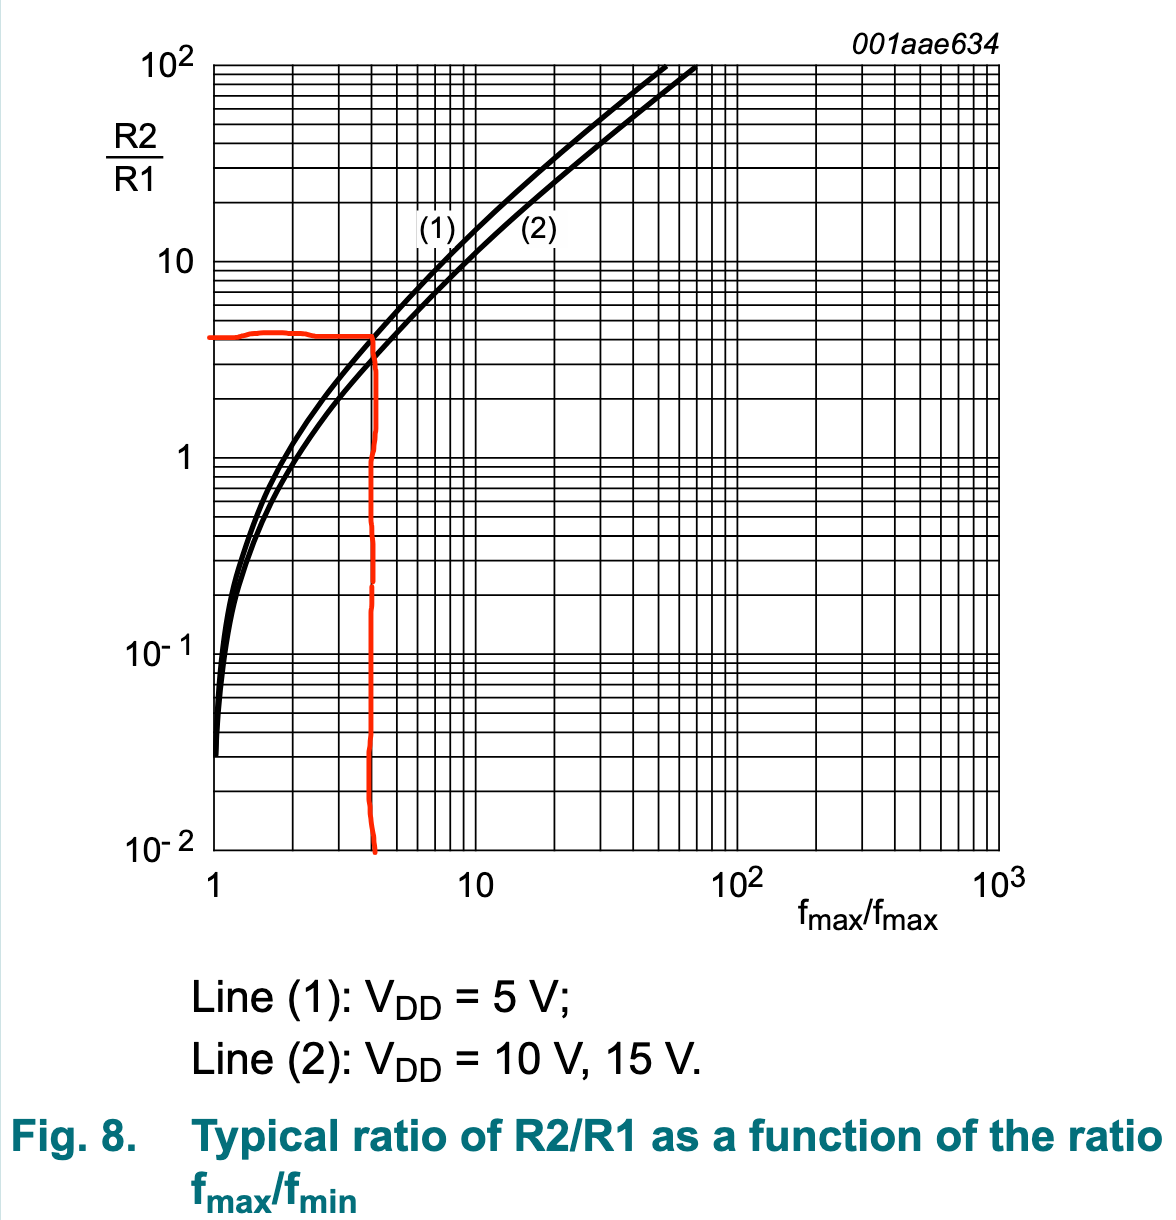 001aae634
10²
R2
R1
(1)
(2)
10
1
10⁻¹
10⁻²
1
10
10²
10³
fmax/fmax
Line (1): VDD = 5 V;
Line (2): VDD = 10 V, 15 V.
Fig. 8. Typical ratio of R2/R1 as a function of the ratio
fmax/fmin